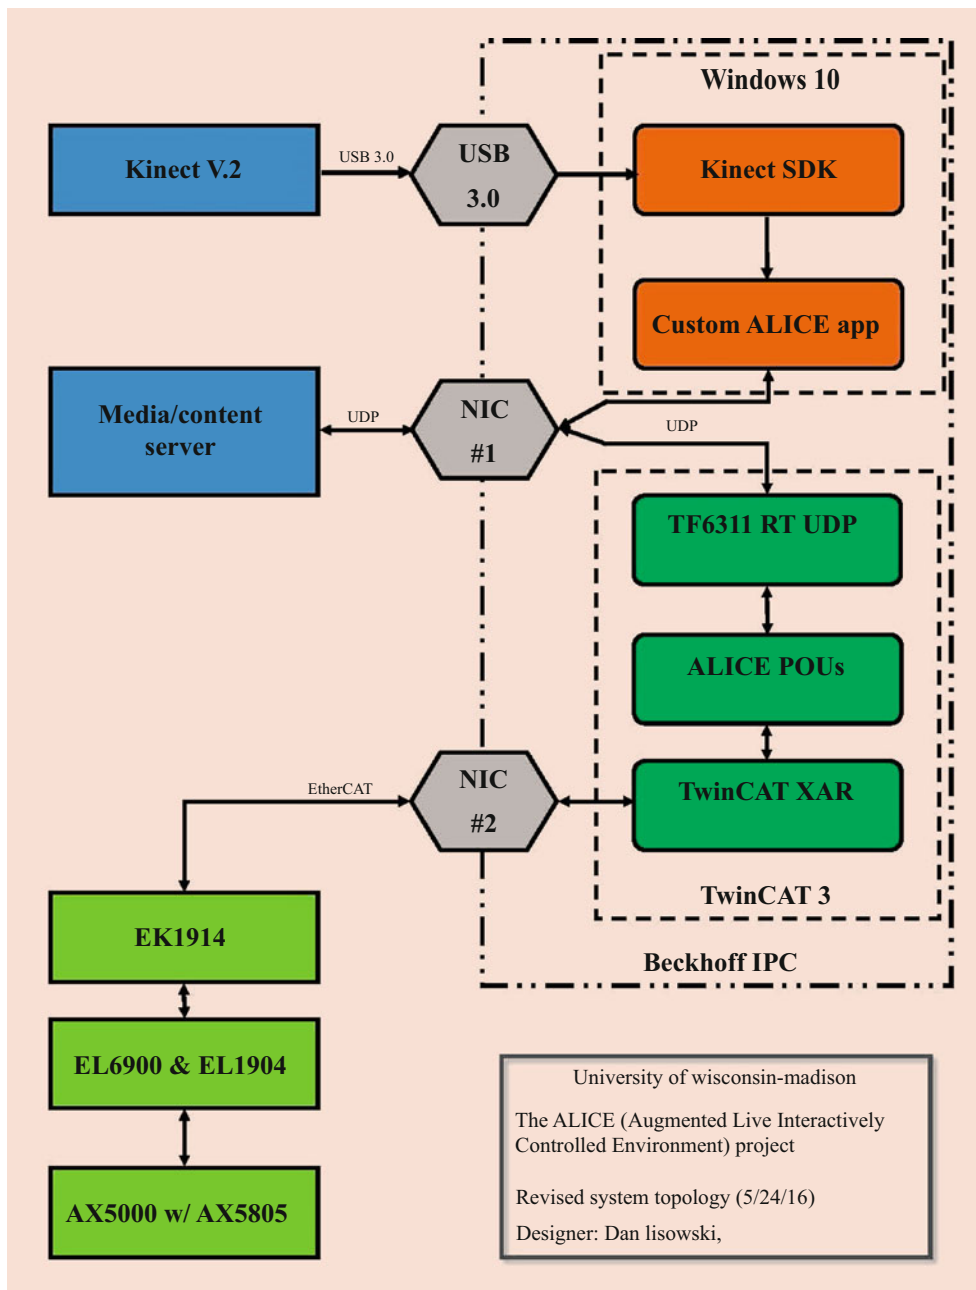 Windows 10
Kinect V.2
USB 3.0
USB
3.0
Kinect SDK
Custom ALICE app
Media/content
server
UDP
NIC
#1
UDP
TF6311 RT UDP
ALICE POUs
EtherCAT
NIC
#2
TwinCAT XAR
TwinCAT 3
EK1914
Beckhoff IPC
EL6900 & EL1904
AX5000 w/ AX5805
University of wisconsin-madison
The ALICE (Augmented Live Interactively
Controlled Environment) project
Revised system topology (5/24/16)
Designer: Dan lisowski,